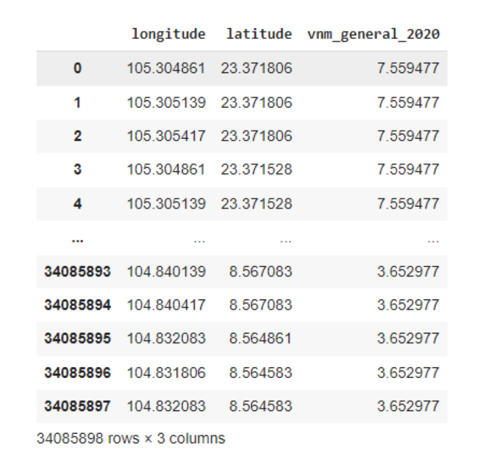 longitude latitude vnm_general_2020
0 105.304861 23.371806 7.559477
1 105.305139 23.371806 7.559477
2 105.305417 23.371806 7.559477
3 105.304861 23.371528 7.559477
4 105.305139 23.371528 7.559477
... ... ... ...
34085893 104.840139 8.567083 3.652977
34085894 104.840417 8.567083 3.652977
34085895 104.832083 8.564861 3.652977
34085896 104.831806 8.564583 3.652977
34085897 104.832083 8.564583 3.652977
34085898 rows × 3 columns